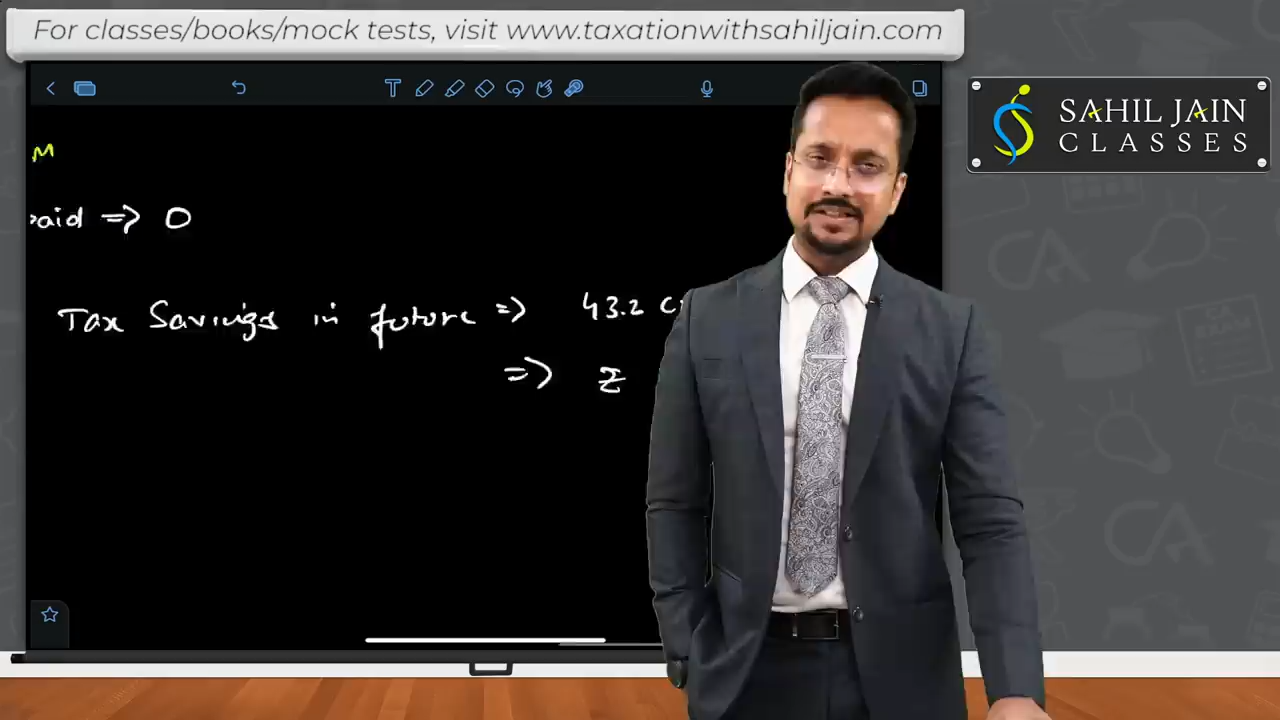 For classes/books/mock tests, visit www.taxationwithsahiljain.com
SAHIL JAIN
CLASSES
M
paid => 0
Tax Savings in future => 43.2
=> z